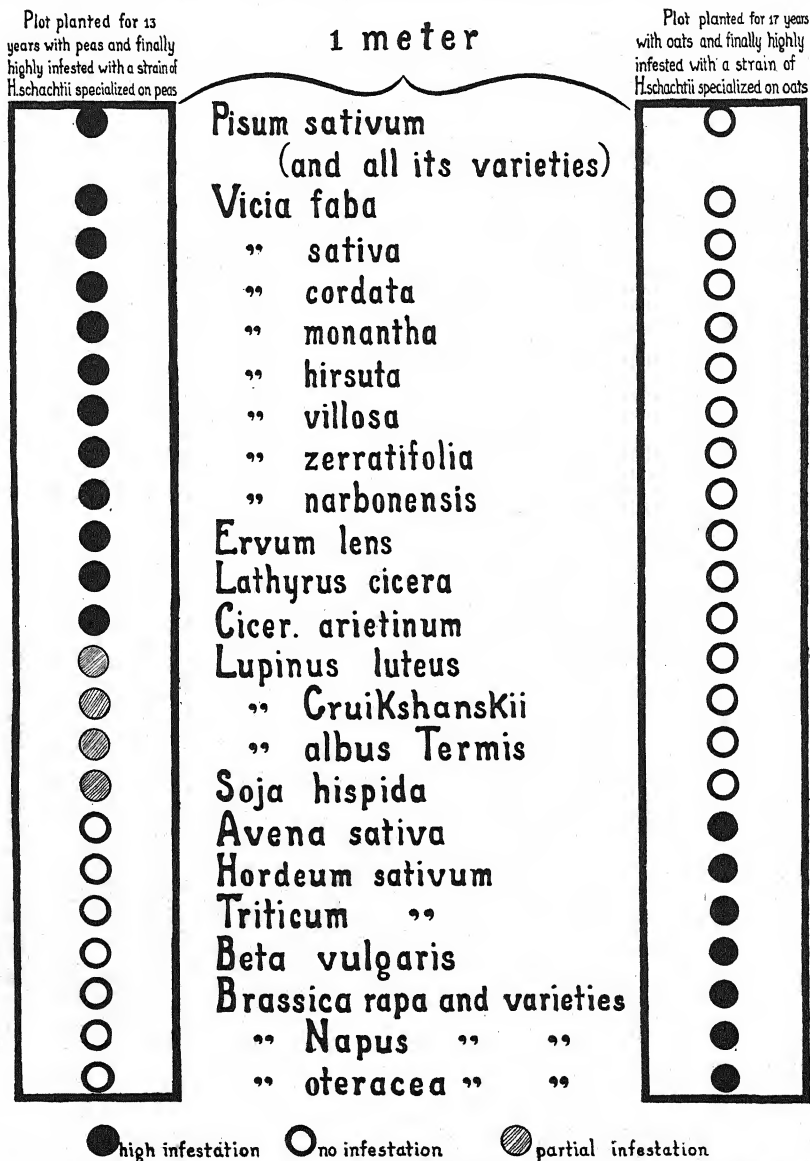 Plot planted for 13
years with peas and finally
highly infested with a strain of
H.schachtii specialized on peas
1 meter
Plot planted for 17 years
with oats and finally highly
infested with a strain of
H.schachtii specialized on oats
Pisum sativum
(and all its varieties)
Vicia faba
„ sativa
„ cordata
„ monantha
„ hirsuta
„ villosa
„ zerratifolia
„ narbonensis
Ervum lens
Lathyrus cicera
Cicer. arietinum
Lupinus luteus
„ CruiKshansKii
„ albus Termis
Soja hispida
Avena sativa
Hordeum sativum
Triticum „
Beta vulgaris
Brassica rapa and varieties
„ Napus „ „
„ oteracea „ „
high infestation no infestation partial infestation